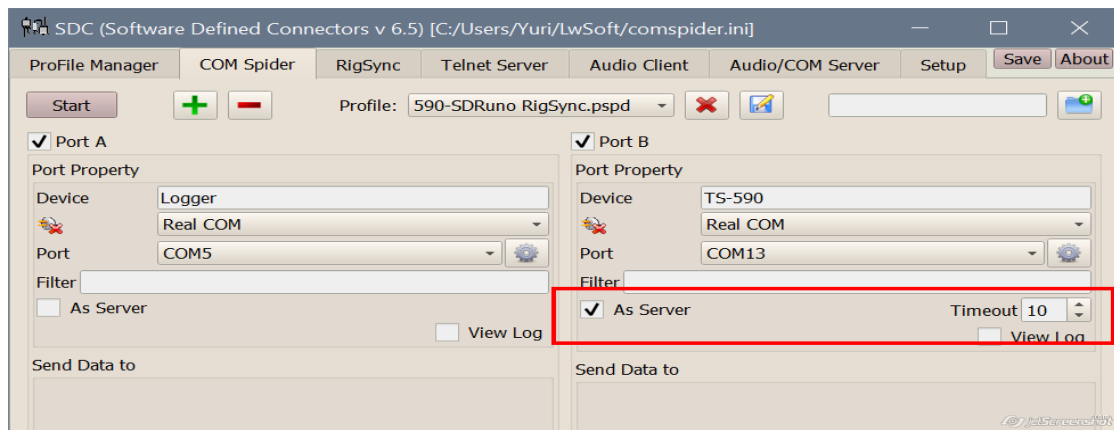 SDC (Software Defined Connectors v 6.5) [C:/Users/Yuri/LwSoft/comspider.ini]
ProFile Manager COM Spider RigSync Telnet Server Audio Client Audio/COM Server Setup Save About
Start Profile: 590-SDRuno RigSync.pspd
Port A
Port Property
Device Logger
Real COM
Port COM5
Filter
As Server
View Log
Send Data to
Port B
Port Property
Device TS-590
Real COM
Port COM13
Filter
As Server Timeout 10
View Log
Send Data to